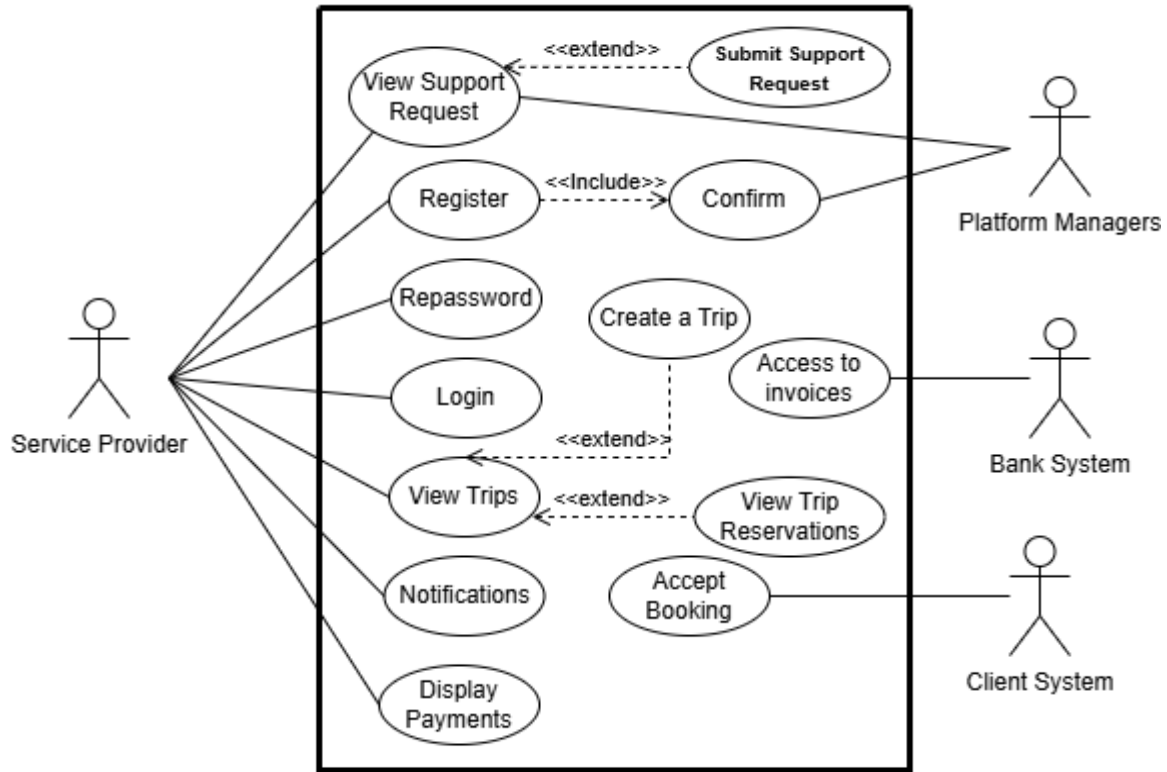 <<extend>>
Submit Support
Request
View Support
Request
Register
<<Include>>
Confirm
Platform Managers
Repassword
Create a Trip
Access to
invoices
Login
Service Provider
<<extend>>
Bank System
View Trips
<<extend>>
View Trip
Reservations
Notifications
Accept
Booking
Client System
Display
Payments